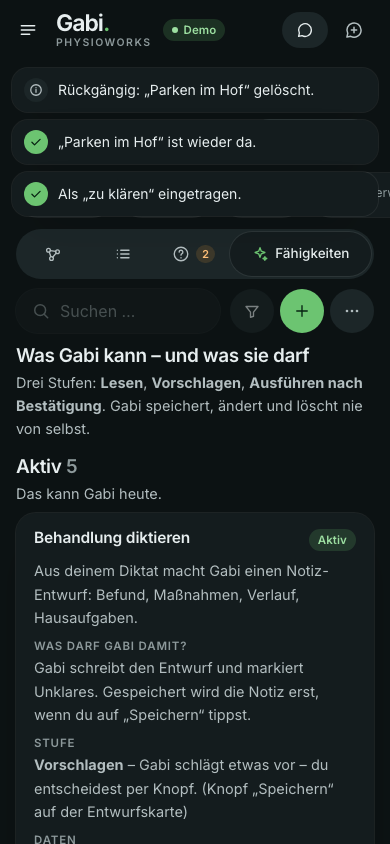 Gabi.
PHYSIOWORKS
Demo
Rückgängig: „Parken im Hof“ gelöscht.
„Parken im Hof“ ist wieder da.
Als „zu klären“ eingetragen.
2
Fähigkeiten
Suchen ...
Was Gabi kann – und was sie darf
Drei Stufen: Lesen, Vorschlagen, Ausführen nach
Bestätigung. Gabi speichert, ändert und löscht nie
von selbst.
Aktiv 5
Das kann Gabi heute.
Behandlung diktieren
Aktiv
Aus deinem Diktat macht Gabi einen Notiz-
Entwurf: Befund, Maßnahmen, Verlauf,
Hausaufgaben.
WAS DARF GABI DAMIT?
Gabi schreibt den Entwurf und markiert
Unklares. Gespeichert wird die Notiz erst,
wenn du auf „Speichern“ tippst.
STUFE
Vorschlagen – Gabi schlägt etwas vor – du
entscheidest per Knopf. (Knopf „Speichern“
auf der Entwurfskarte)
DATEN